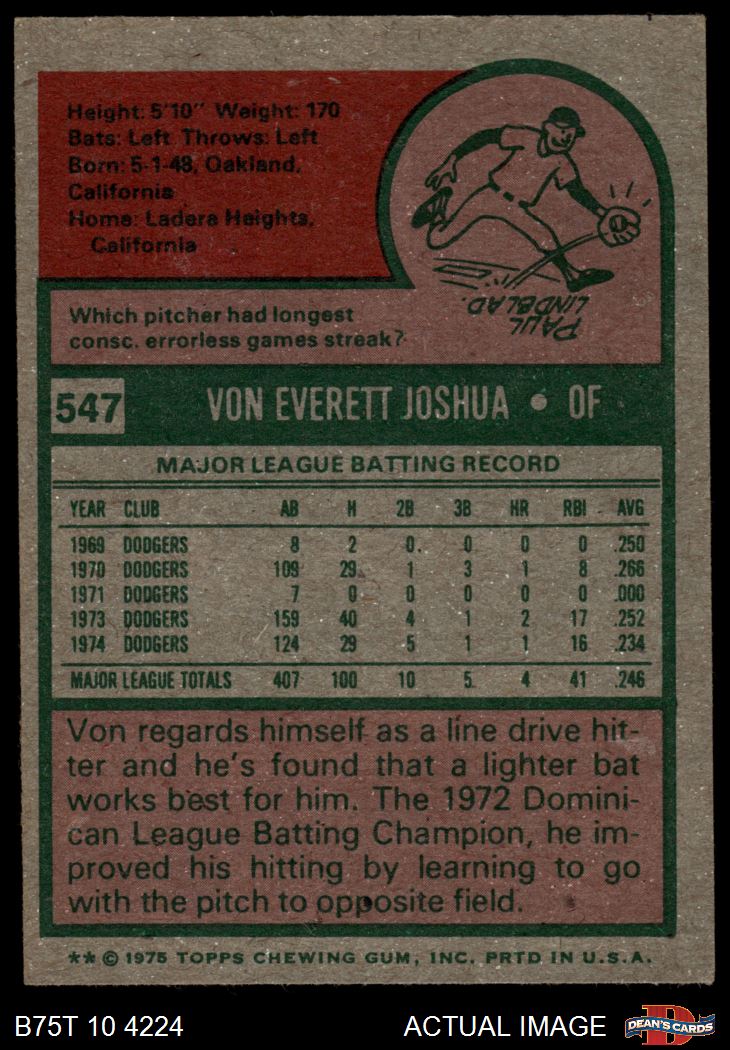 Height: 5'10" Weight: 170
Bats: Left Throws: Left
Born: 5-1-48, Oakland,
California
Home: Ladera Heights,
California
PAUL
LINDBLAD
Which pitcher had longest
consc. errorless games streak?
547 VON EVERETT JOSHUA • OF
MAJOR LEAGUE BATTING RECORD
YEAR CLUB AB H 2B 3B HR RBI AVG
1969 DODGERS 8 2 0 0 0 0 .250
1970 DODGERS 109 29 1 3 1 8 .266
1971 DODGERS 7 0 0 0 0 0 .000
1973 DODGERS 159 40 4 1 2 17 .252
1974 DODGERS 124 29 5 1 1 16 .234
MAJOR LEAGUE TOTALS 407 100 10 5 4 41 .246
Von regards himself as a line drive hit-
ter and he's found that a lighter bat
works best for him. The 1972 Domini-
can League Batting Champion, he im-
proved his hitting by learning to go
with the pitch to opposite field.
** © 1975 TOPPS CHEWING GUM, INC. PRTD IN U.S.A.
B75T 10 4224 ACTUAL IMAGE D DEAN'S CARDS